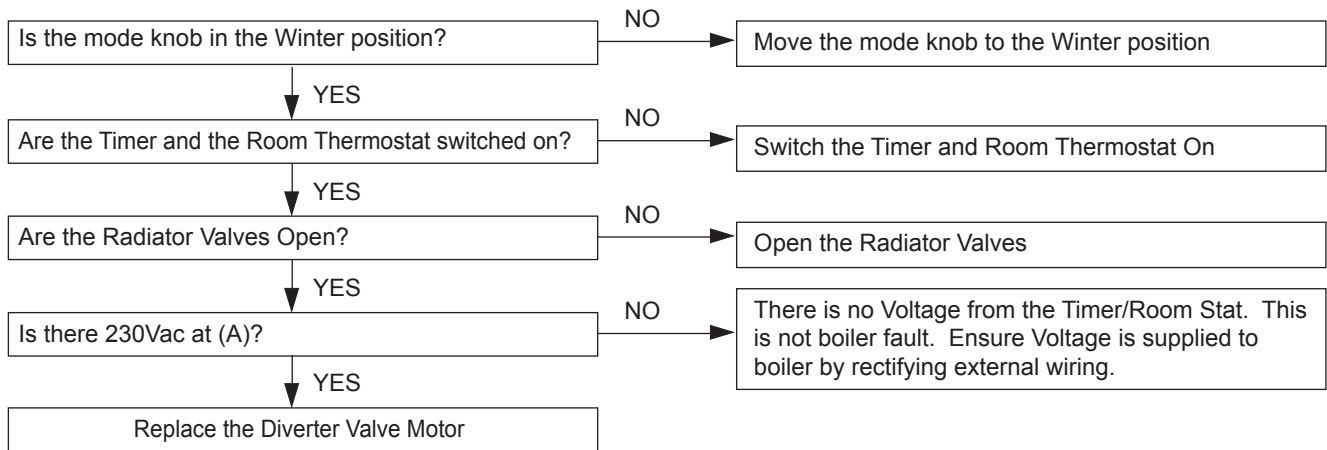 Is the mode knob in the Winter position?
NO
Move the mode knob to the Winter position
YES
Are the Timer and the Room Thermostat switched on?
NO
Switch the Timer and Room Thermostat On
YES
Are the Radiator Valves Open?
NO
Open the Radiator Valves
YES
Is there 230Vac at (A)?
NO
There is no Voltage from the Timer/Room Stat.  This
is not boiler fault.  Ensure Voltage is supplied to
boiler by rectifying external wiring.
YES
Replace the Diverter Valve Motor